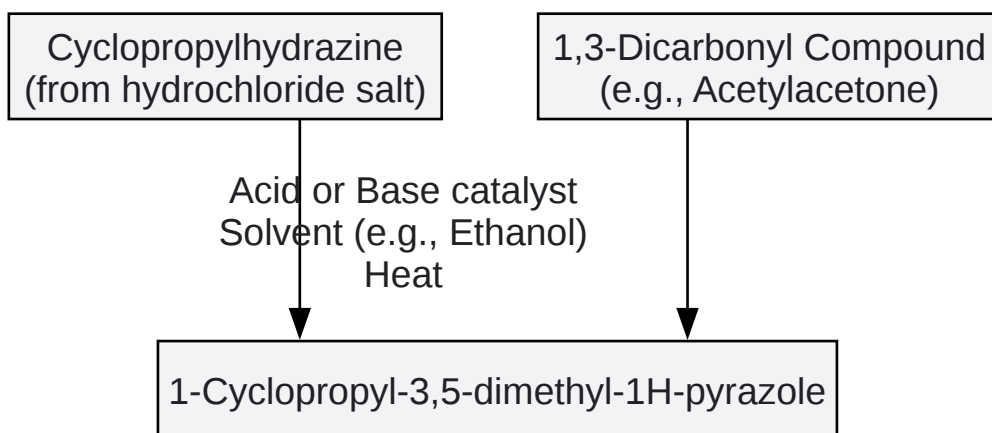 Cyclopropylhydrazine
(from hydrochloride salt)
1,3-Dicarbonyl Compound
(e.g., Acetylacetone)
Acid or Base catalyst
Solvent (e.g., Ethanol)
Heat
1-Cyclopropyl-3,5-dimethyl-1H-pyrazole